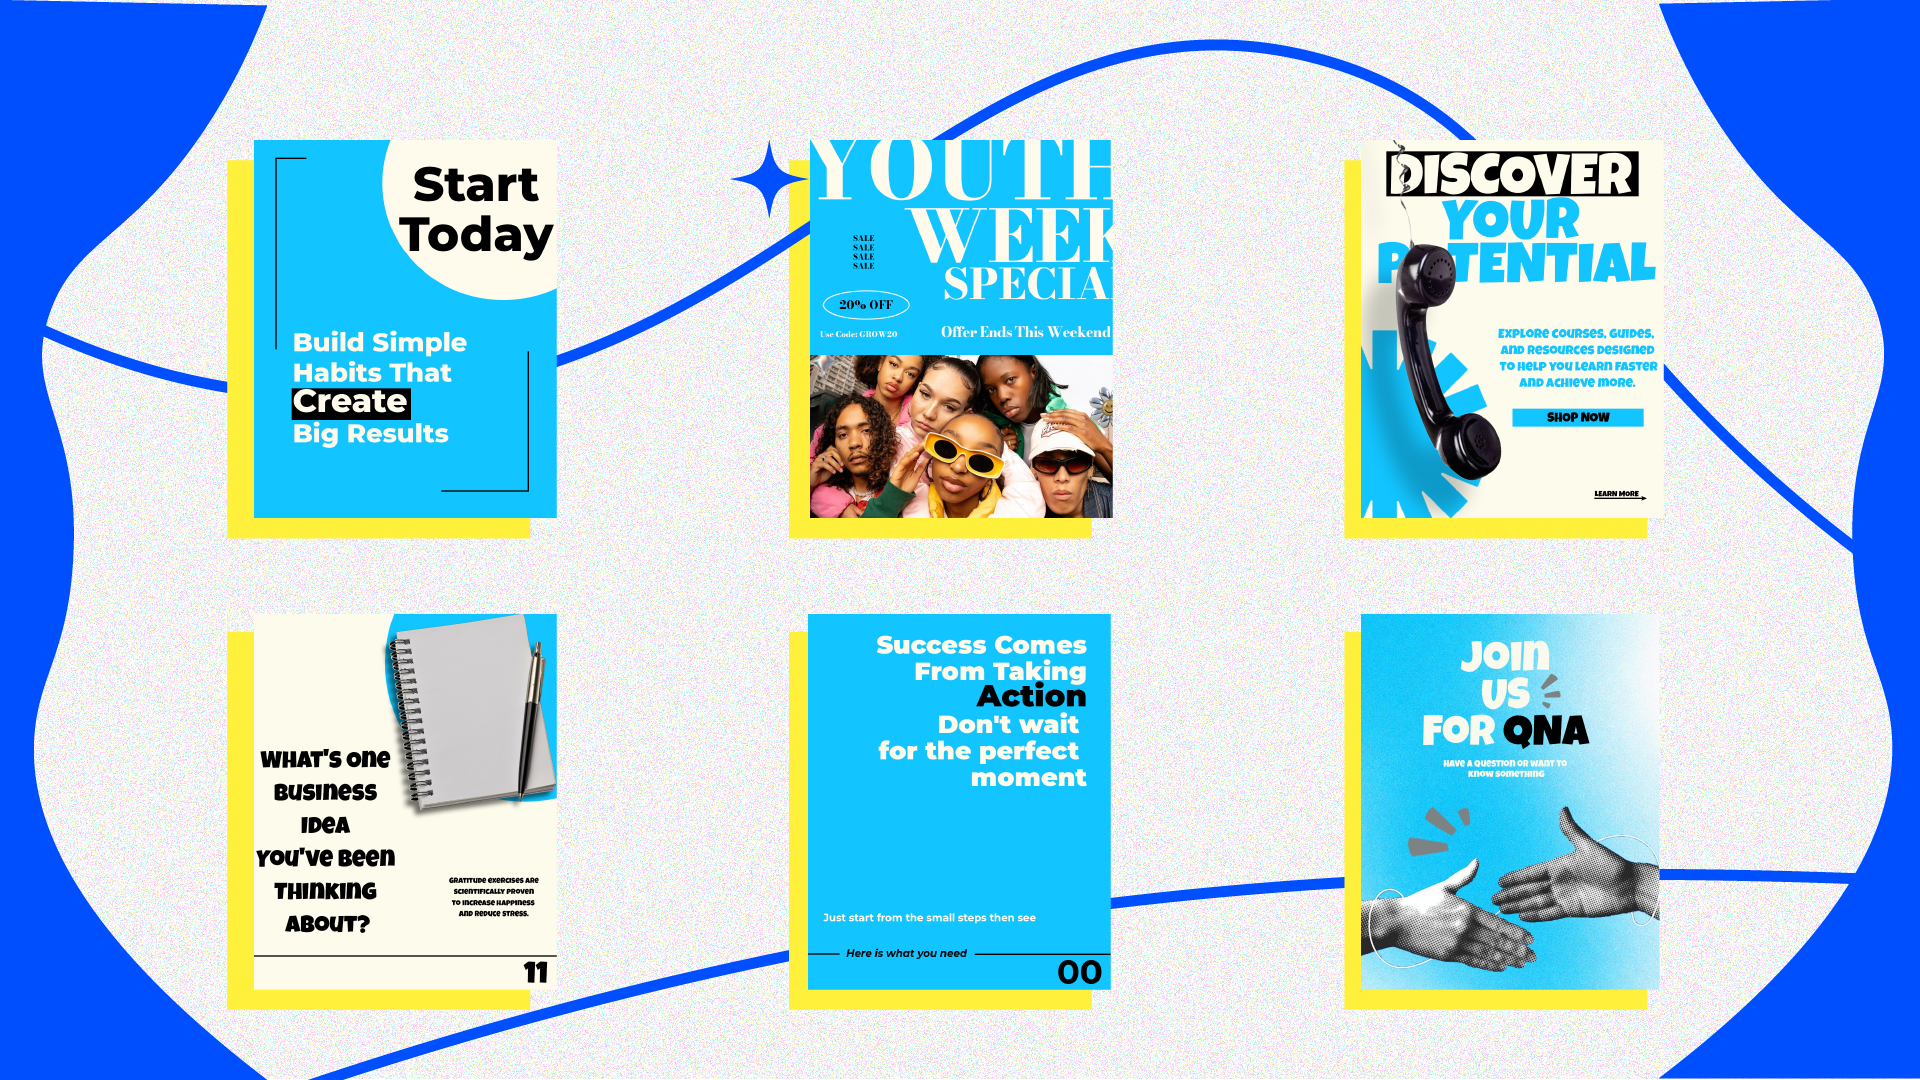 Start
Today
Build Simple
Habits That
Create
Big Results
YOUTH
WEEK
SPECIAL
SALE
SALE
SALE
SALE
20% OFF
Use Code: GROW20
Offer Ends This Weekend
DISCOVER
YOUR
POTENTIAL
EXPLORE COURSES, GUIDES,
AND RESOURCES DESIGNED
TO HELP YOU LEARN FASTER
AND ACHIEVE MORE.
SHOP NOW
LEARN MORE
WHAT'S ONE
BUSINESS
IDEA
YOU'VE BEEN
THINKING
ABOUT?
GRATITUDE EXERCISES ARE
SCIENTIFICALLY PROVEN
TO INCREASE HAPPINESS
AND REDUCE STRESS.
11
Success Comes
From Taking
Action
Don't wait
for the perfect
moment
Just start from the small steps then see
Here is what you need
00
JOIN
US
FOR QNA
HAVE A QUESTION OR WANT TO
KNOW SOMETHING